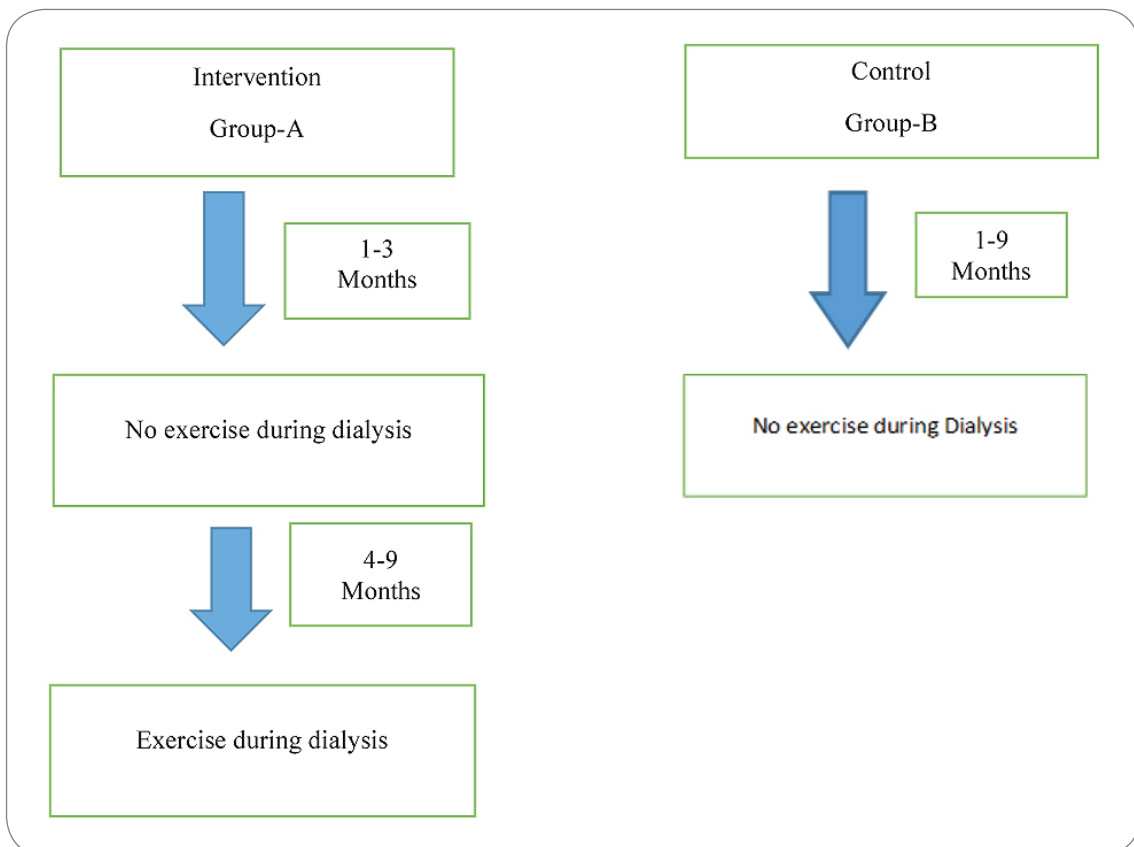 Intervention
Group-A
1-3
Months
No exercise during dialysis
4-9
Months
Exercise during dialysis
Control
Group-B
1-9
Months
No exercise during Dialysis